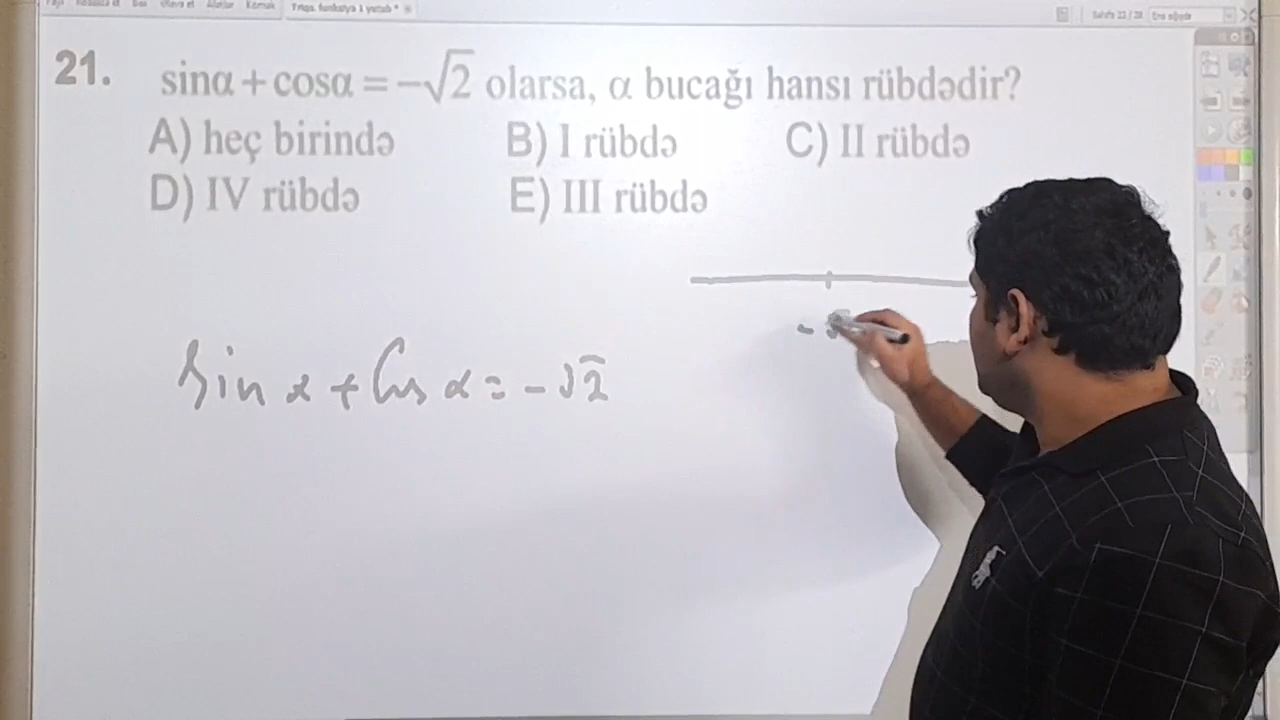 21. sinα + cosα = −√2 olarsa, α bucağı hansı rübdədir?
A) heç birində B) I rübdə C) II rübdə
D) IV rübdə E) III rübdə
sin α + cos α = −√2